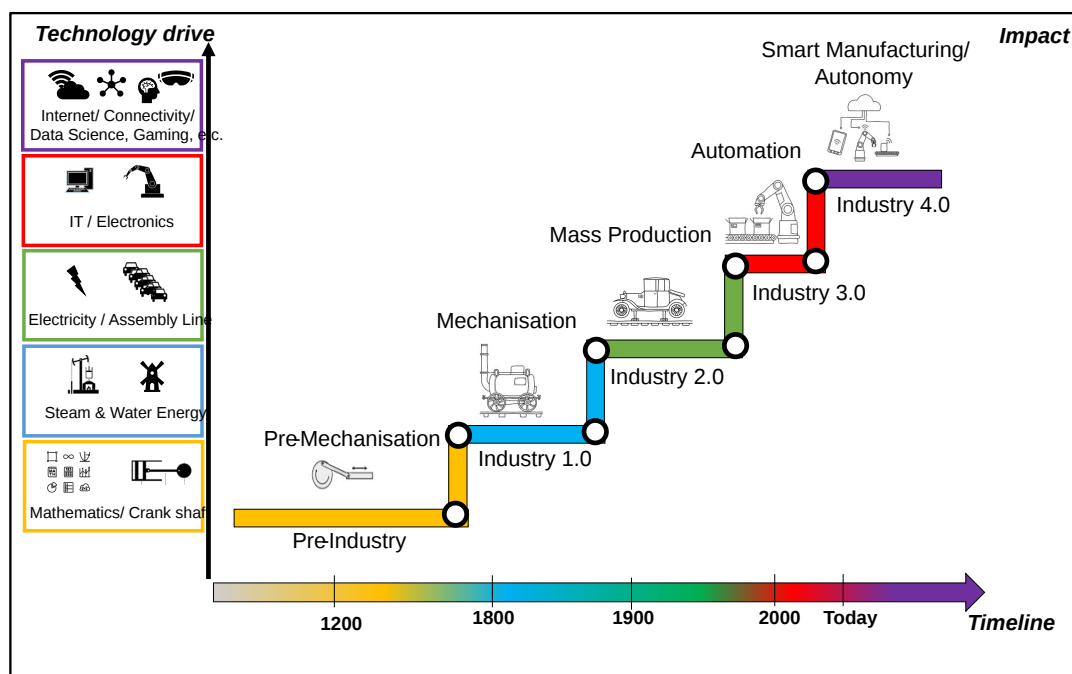 Technology drive
Impact
Internet/ Connectivity/
Data Science, Gaming, etc.
IT / Electronics
Electricity / Assembly Line
Steam & Water Energy
Mathematics/ Crank shaft
Smart Manufacturing/
Autonomy
Automation
Industry 4.0
Mass Production
Industry 3.0
Mechanisation
Industry 2.0
Pre-Mechanisation
Industry 1.0
Pre-Industry
1200
1800
1900
2000
Today
Timeline